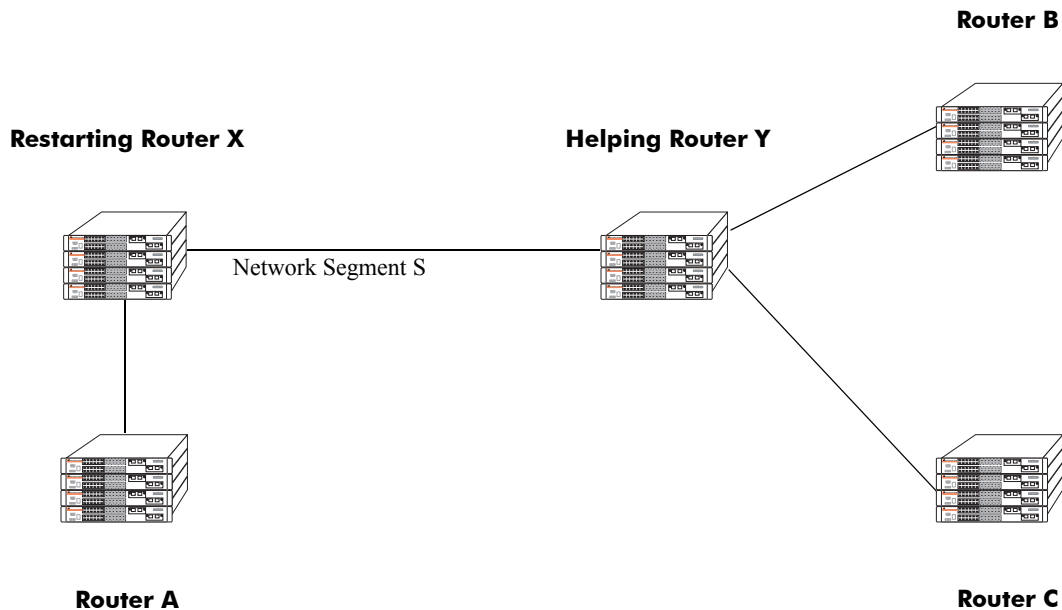 Router B
Restarting Router X
Helping Router Y
Network Segment S
Router A
Router C